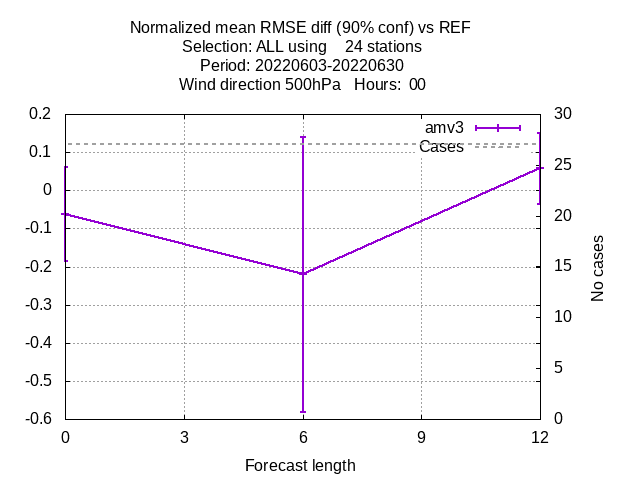 Normalized mean RMSE diff (90% conf) vs REF
Selection: ALL using    24 stations
Period: 20220603-20220630
Wind direction 500hPa   Hours:  00
0.2
0.1
0
-0.1
-0.2
-0.3
-0.4
-0.5
-0.6
amv3
Cases
30
25
20
15
10
5
0
No cases
0 3 6 9 12
Forecast length